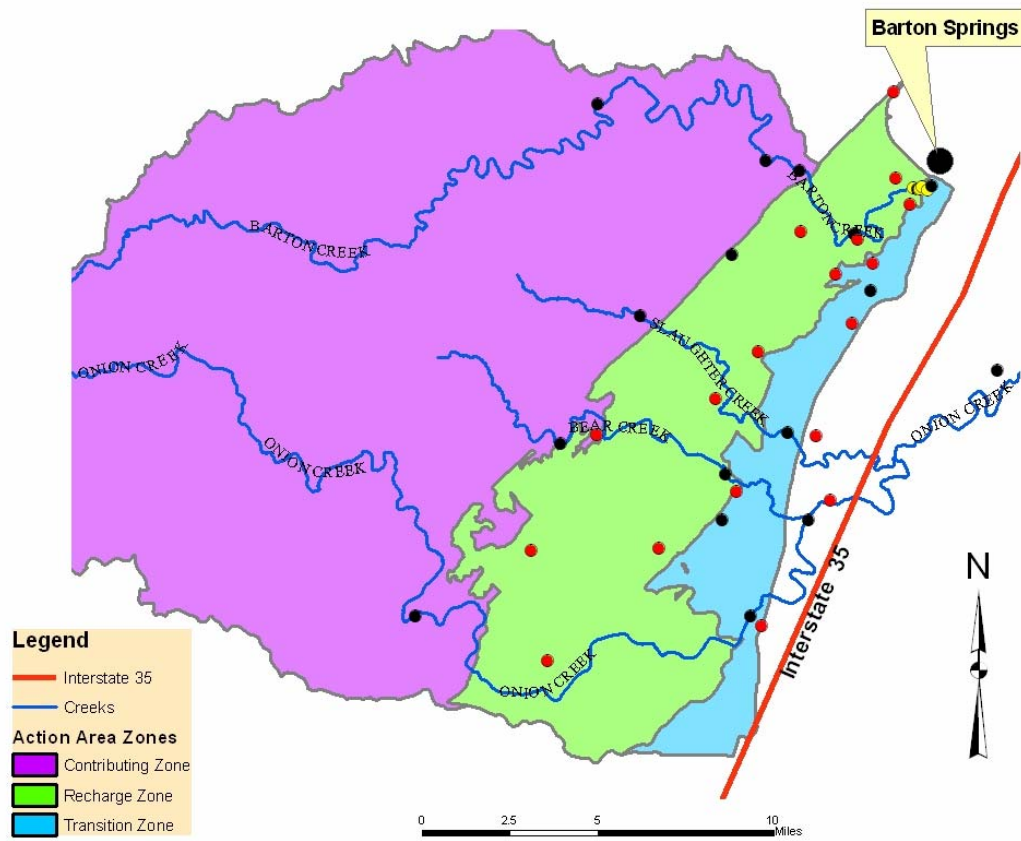 Barton Springs
BARTON CREEK
BARTON CREEK
SLAUGHTER CREEK
ONION CREEK
ONION CREEK
BEAR CREEK
ONION CREEK
ONION CREEK
Interstate 35
N
Legend
Interstate 35
Creeks
Action Area Zones
Contributing Zone
Recharge Zone
Transition Zone
0 2.5 5 10
Miles